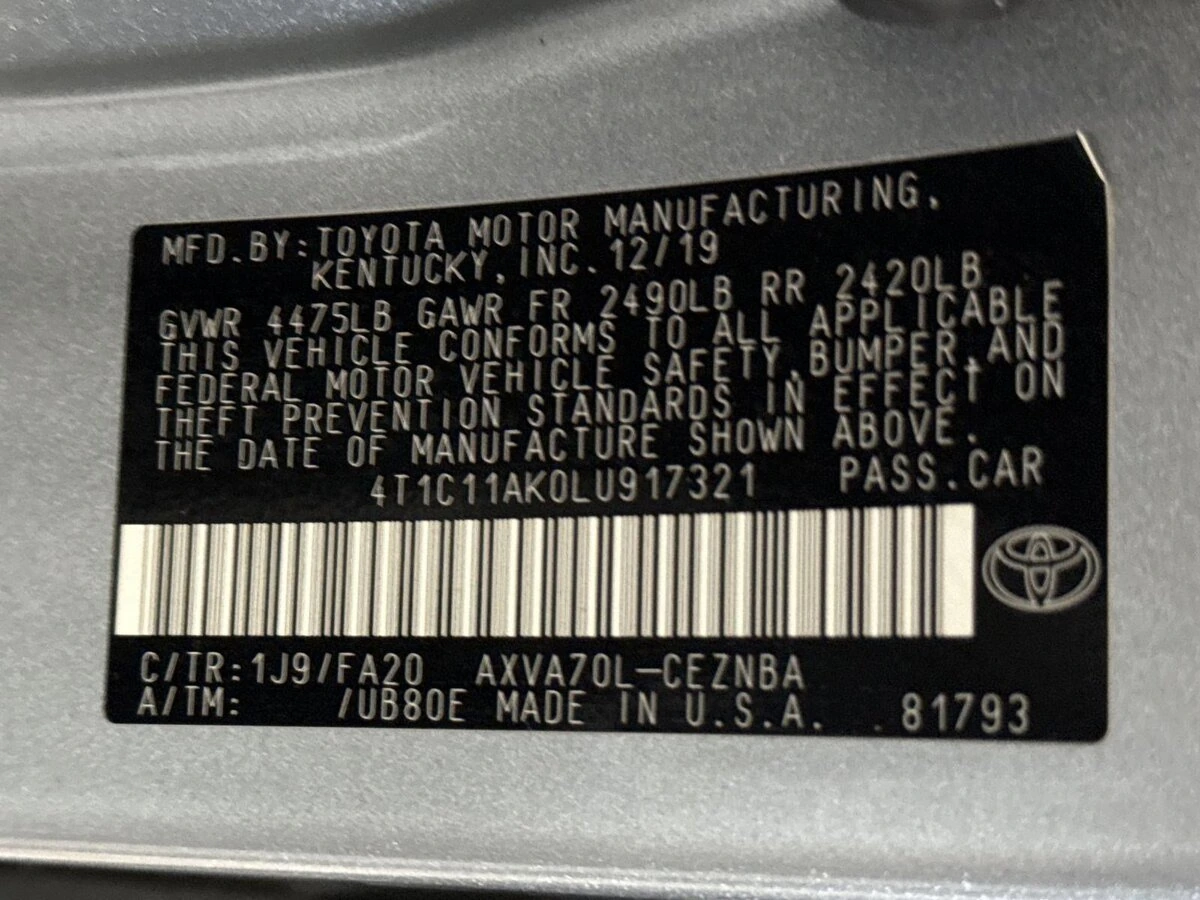 MFD.BY:TOYOTA MOTOR MANUFACTURING,
KENTUCKY, INC. 12/19
GVWR 4475LB GAWR FR 2490LB RR 2420LB
THIS VEHICLE CONFORMS TO ALL APPLICABLE
FEDERAL MOTOR VEHICLE SAFETY,BUMPER,AND
THEFT PREVENTION STANDARDS IN EFFECT ON
THE DATE OF MANUFACTURE SHOWN ABOVE.
4T1C11AK0LU917321 PASS.CAR
C/TR:1J9/FA20 AXVA70L-CEZNBA
A/TM: /UB80E MADE IN U.S.A. .81793